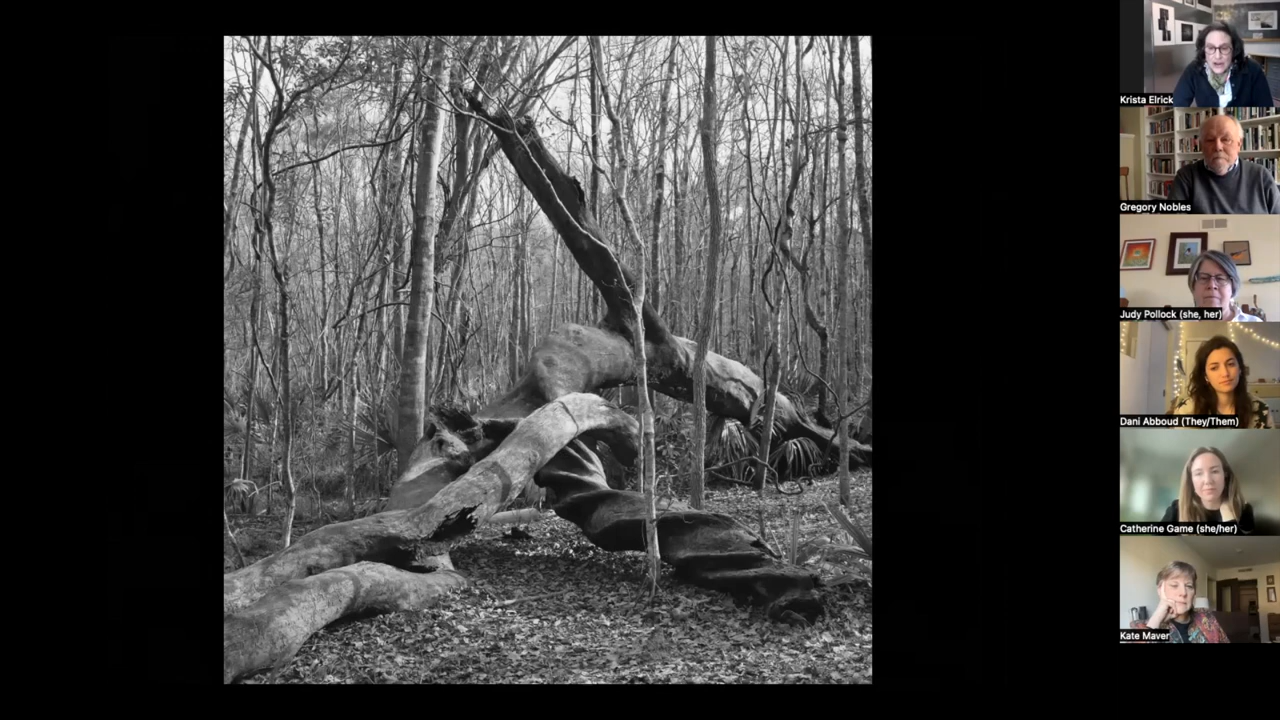 Krista Elrick
Gregory Nobles
Judy Pollock (she, her)
Dani Abboud (They/Them)
Catherine Game (she/her)
Kate Maver